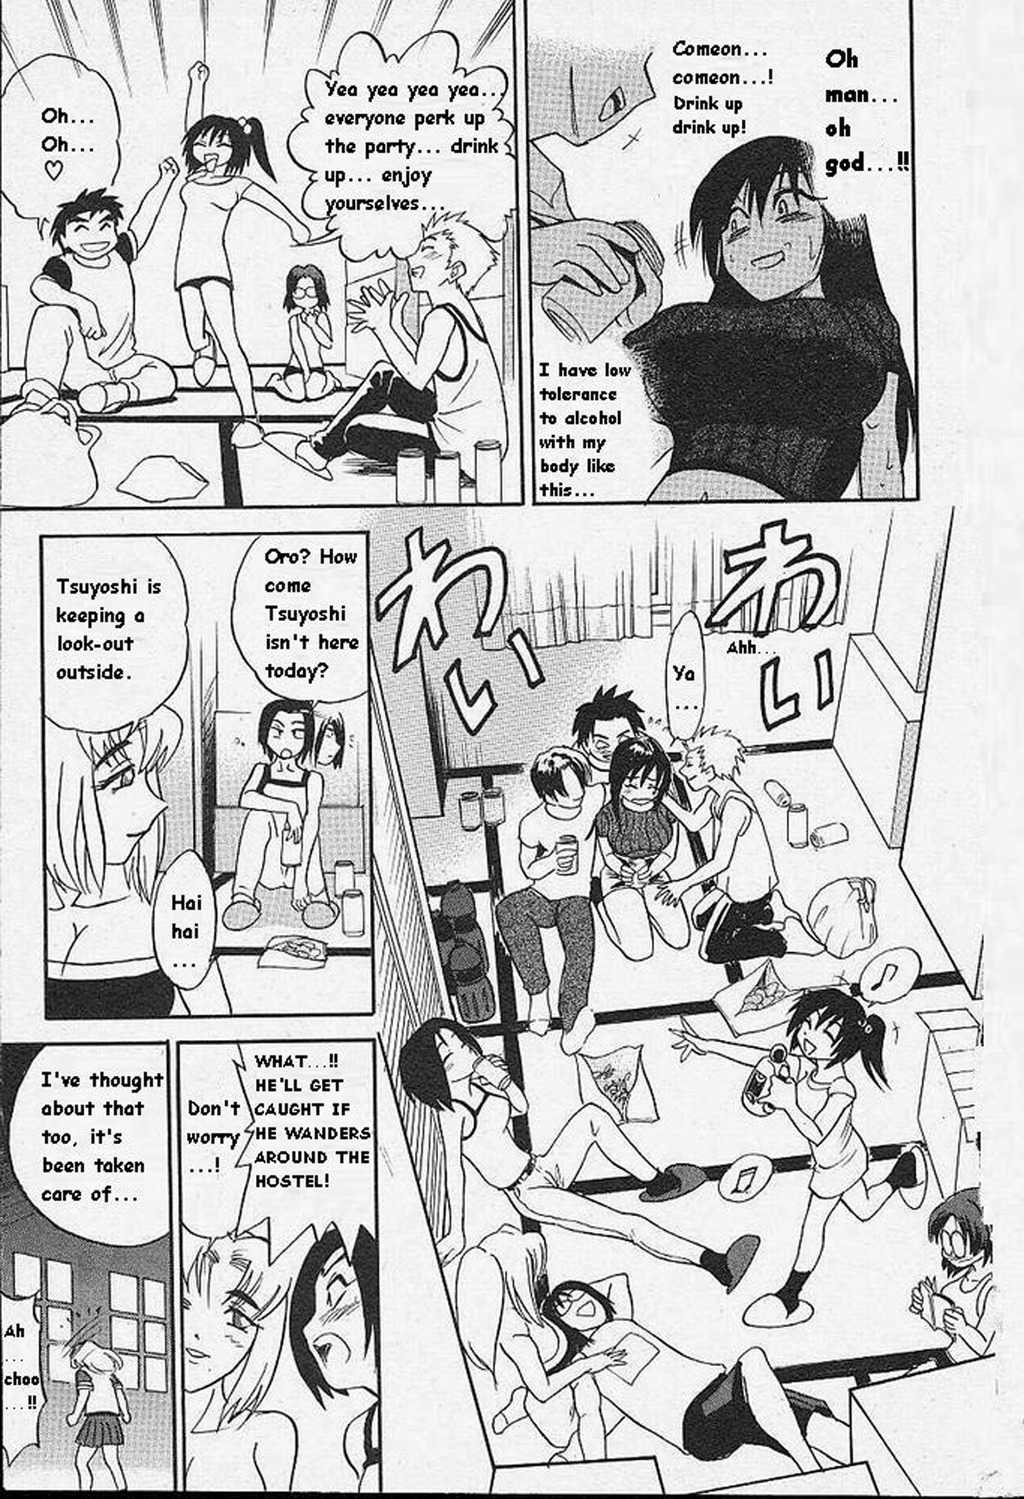 Oh...
Oh...
♡
Yea yea yea yea...
everyone perk up
the party... drink
up... enjoy
yourselves...
Comeon...
comeon...!
Drink up
drink up!
Oh
man...
oh
god...!!
I have low
tolerance
to alcohol
with my
body like
this...
Oro? How
come
Tsuyoshi
isn't here
today?
Tsuyoshi is
keeping a
look-out
outside.
Hai
hai
...
わい
わい
Ya
...
Ahh...
♪
♫
WHAT...!!
HE'LL GET
CAUGHT IF
HE WANDERS
AROUND THE
HOSTEL!
Don't
worry
...!
I've thought
about that
too, it's
been taken
care of...
Ah
...
choo
...!!